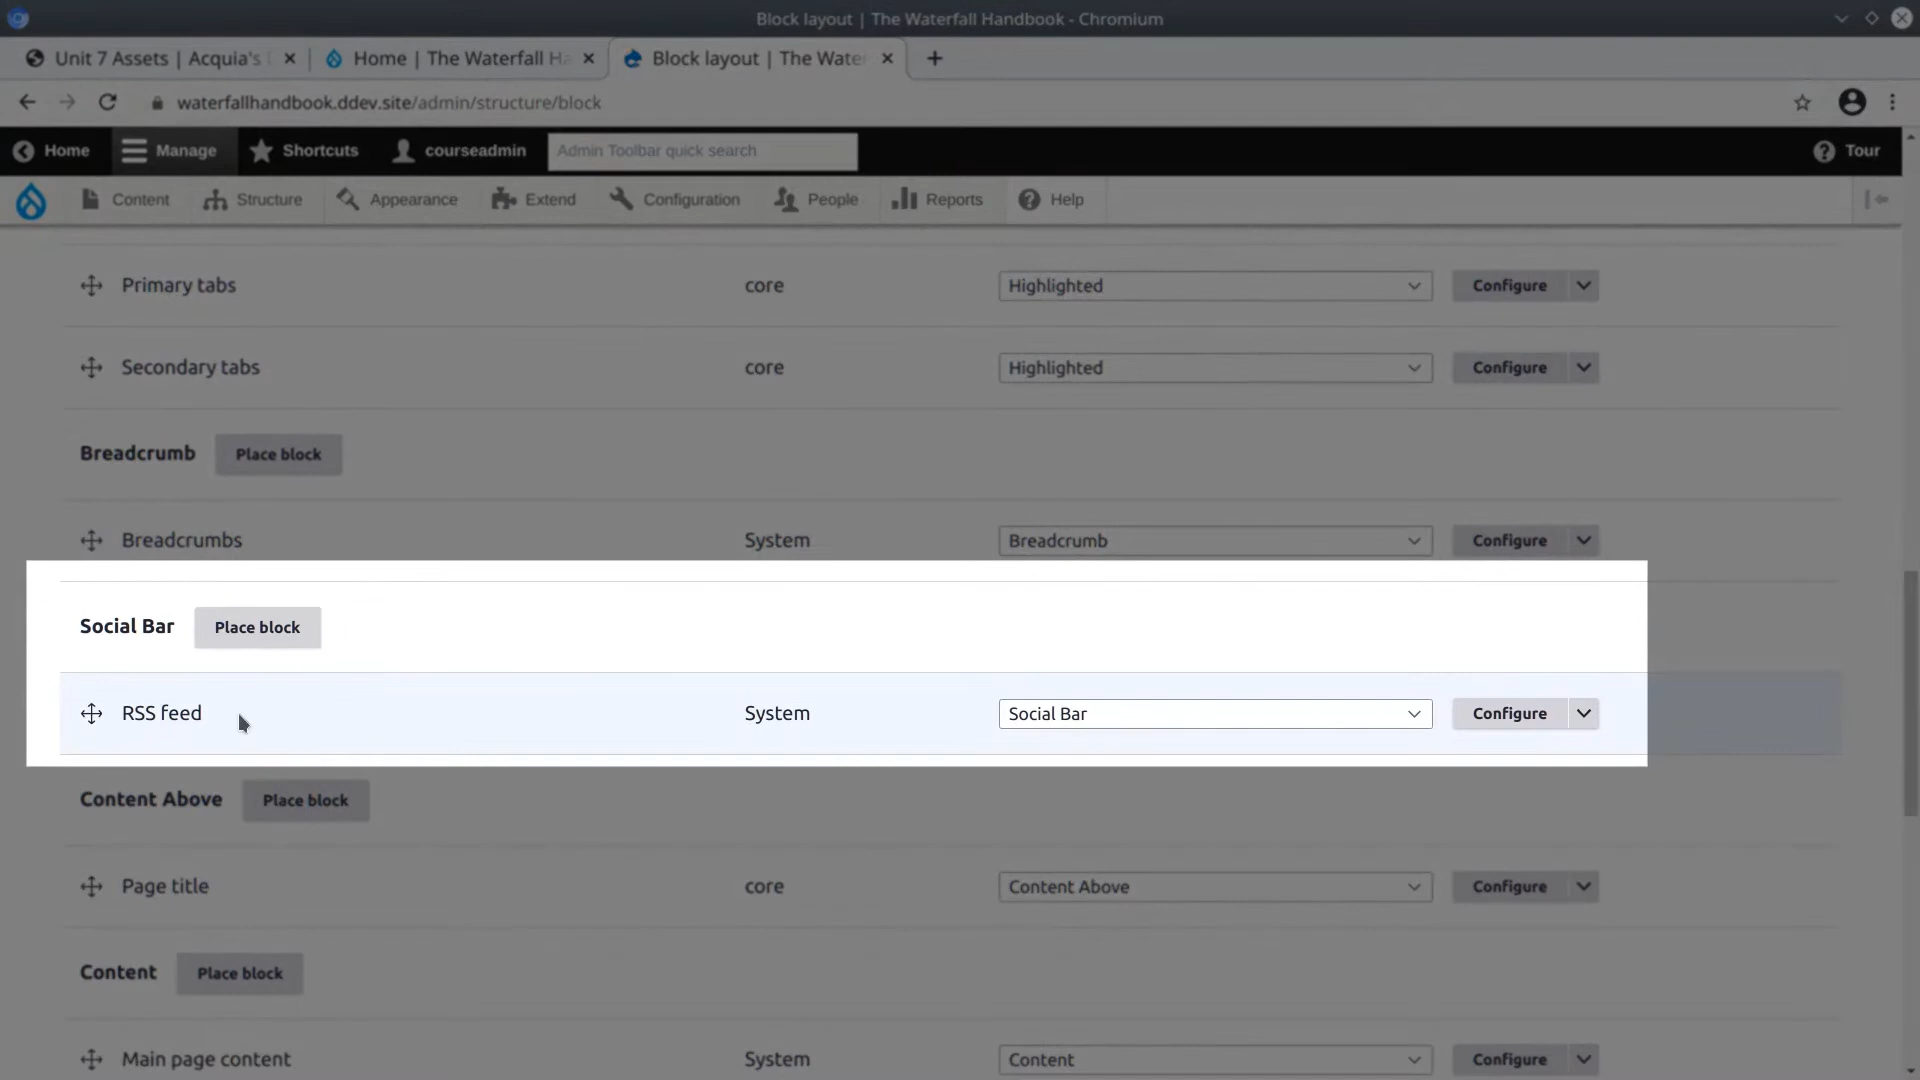 Block layout | The Waterfall Handbook - Chromium
Unit 7 Assets | Acquia's
Home | The Waterfall Ha
Block layout | The Water
waterfallhandbook.ddev.site/admin/structure/block
Home Manage Shortcuts courseadmin Admin Toolbar quick search Tour
Content Structure Appearance Extend Configuration People Reports Help
Primary tabs core Highlighted Configure
Secondary tabs core Highlighted Configure
Breadcrumb Place block
Breadcrumbs System Breadcrumb Configure
Social Bar Place block
RSS feed System Social Bar Configure
Content Above Place block
Page title core Content Above Configure
Content Place block
Main page content System Content Configure